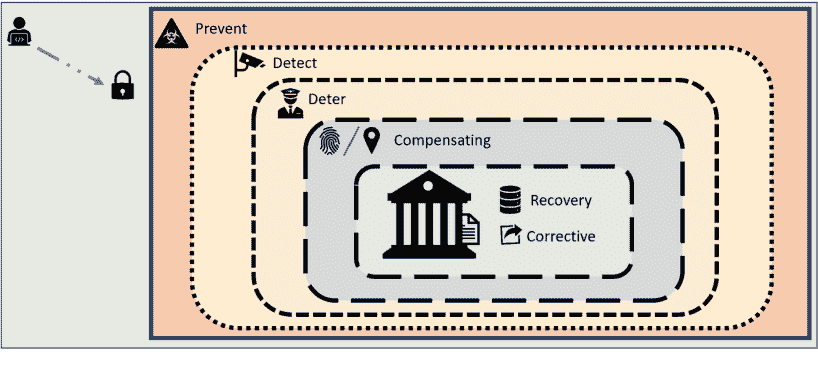 Prevent
Detect
Deter
Compensating
Recovery
Corrective